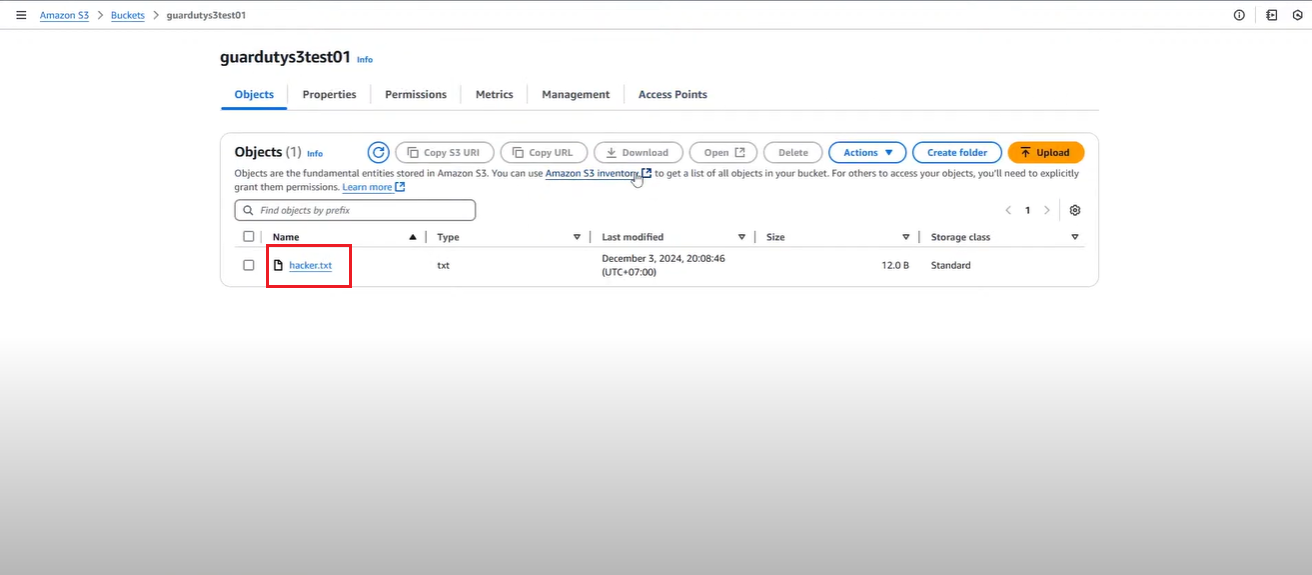 Amazon S3 > Buckets > guardutys3test01
guardutys3test01 Info
Objects Properties Permissions Metrics Management Access Points
Objects (1) Info Copy S3 URI Copy URL Download Open Delete Actions Create folder Upload
Objects are the fundamental entities stored in Amazon S3. You can use Amazon S3 inventory to get a list of all objects in your bucket. For others to access your objects, you'll need to explicitly
grant them permissions. Learn more
Find objects by prefix
1
Name Type Last modified Size Storage class
hacker.txt txt December 3, 2024, 20:08:46 12.0 B Standard
(UTC+07:00)